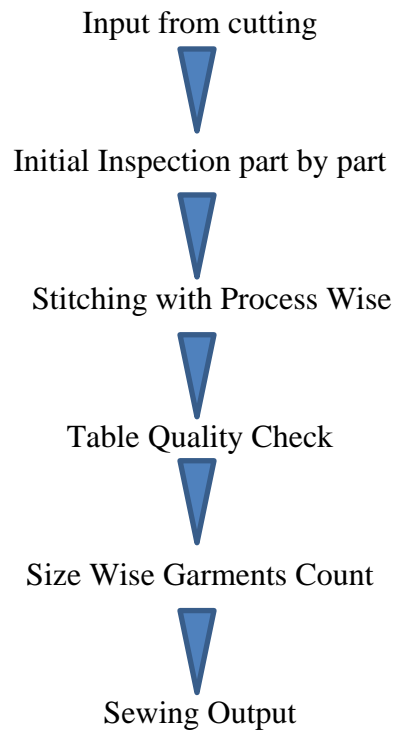 Input from cutting
Initial Inspection part by part
Stitching with Process Wise
Table Quality Check
Size Wise Garments Count
Sewing Output